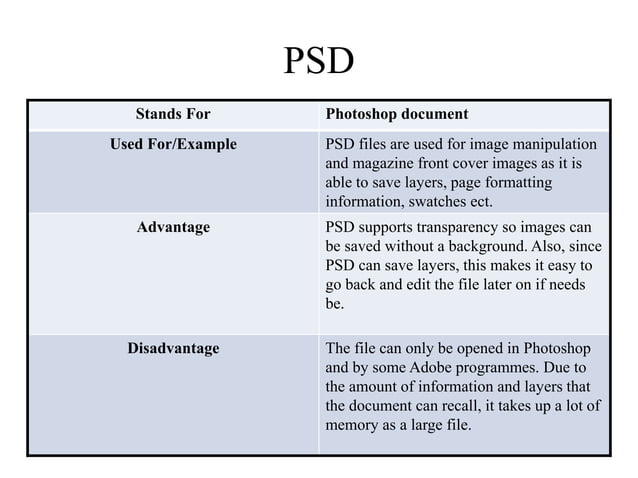 PSD
Stands For
Photoshop document
Used For/Example
PSD files are used for image manipulation
and magazine front cover images as it is
able to save layers, page formatting
information, swatches ect.
Advantage
PSD supports transparency so images can
be saved without a background. Also, since
PSD can save layers, this makes it easy to
go back and edit the file later on if needs
be.
Disadvantage
The file can only be opened in Photoshop
and by some Adobe programmes. Due to
the amount of information and layers that
the document can recall, it takes up a lot of
memory as a large file.